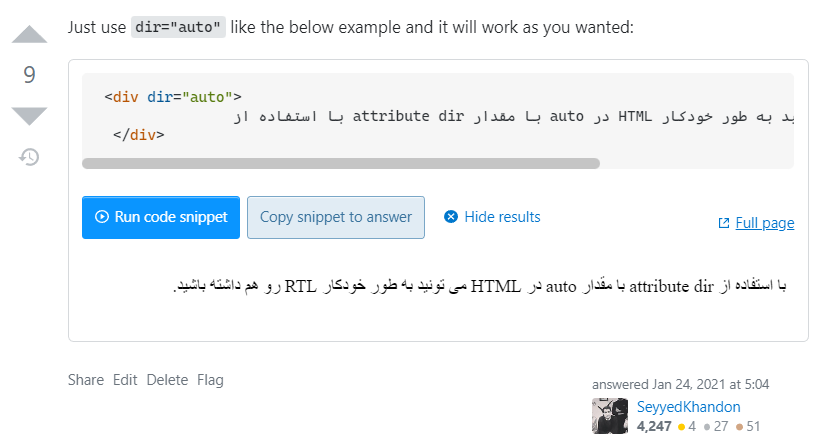 Just use dir="auto" like the below example and it will work as you wanted:
9
<div dir="auto">
با استفاده از attribute dir با مقدار auto در HTML ید به طور خودکار
</div>
Run code snippet
Copy snippet to answer
Hide results
Full page
با استفاده از attribute dir با مقدار auto در HTML می تونید به طور خودکار RTL رو هم داشته باشید.
Share Edit Delete Flag
answered Jan 24, 2021 at 5:04
SeyyedKhandon
4,247 4 27 51